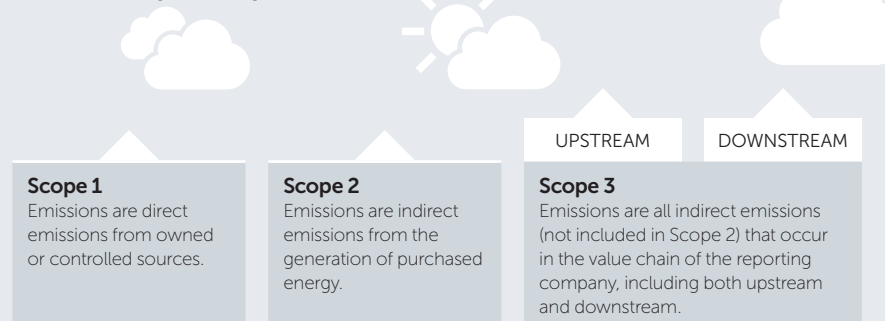 UPSTREAM
DOWNSTREAM
Scope 1
Emissions are direct
emissions from owned
or controlled sources.
Scope 2
Emissions are indirect
emissions from the
generation of purchased
energy.
Scope 3
Emissions are all indirect emissions
(not included in Scope 2) that occur
in the value chain of the reporting
company, including both upstream
and downstream.